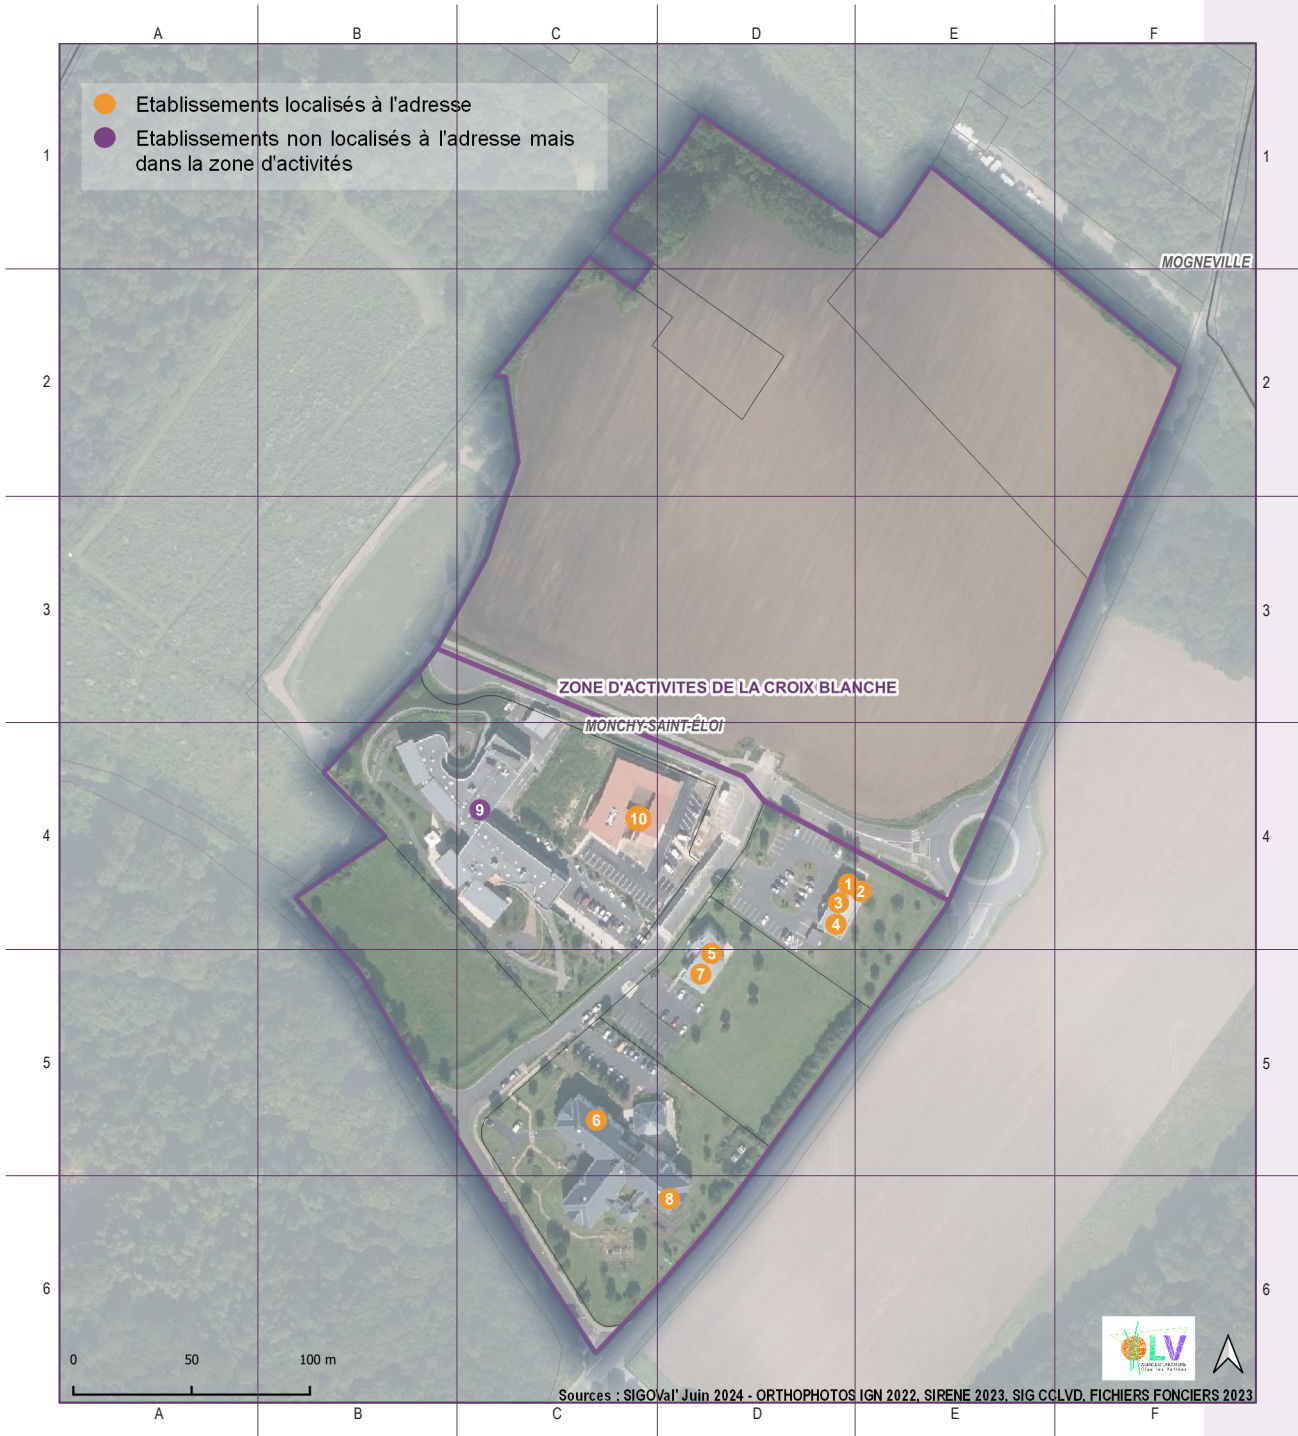 A B C D E F
Etablissements localisés à l'adresse
Etablissements non localisés à l'adresse mais
dans la zone d'activités
1 1
MOGNEVILLE
2 2
3 3
ZONE D'ACTIVITES DE LA CROIX BLANCHE
MONCHY-SAINT-ÉLOI
9
10
4 4
1
2
3
4
5
7
5 5
6
8
6 6
LV
0 50 100 m
Sources : SIGOVal' Juin 2024 - ORTHOPHOTOS IGN 2022, SIRENE 2023, SIG CCLVD, FICHIERS FONCIERS 2023
A B C D E F